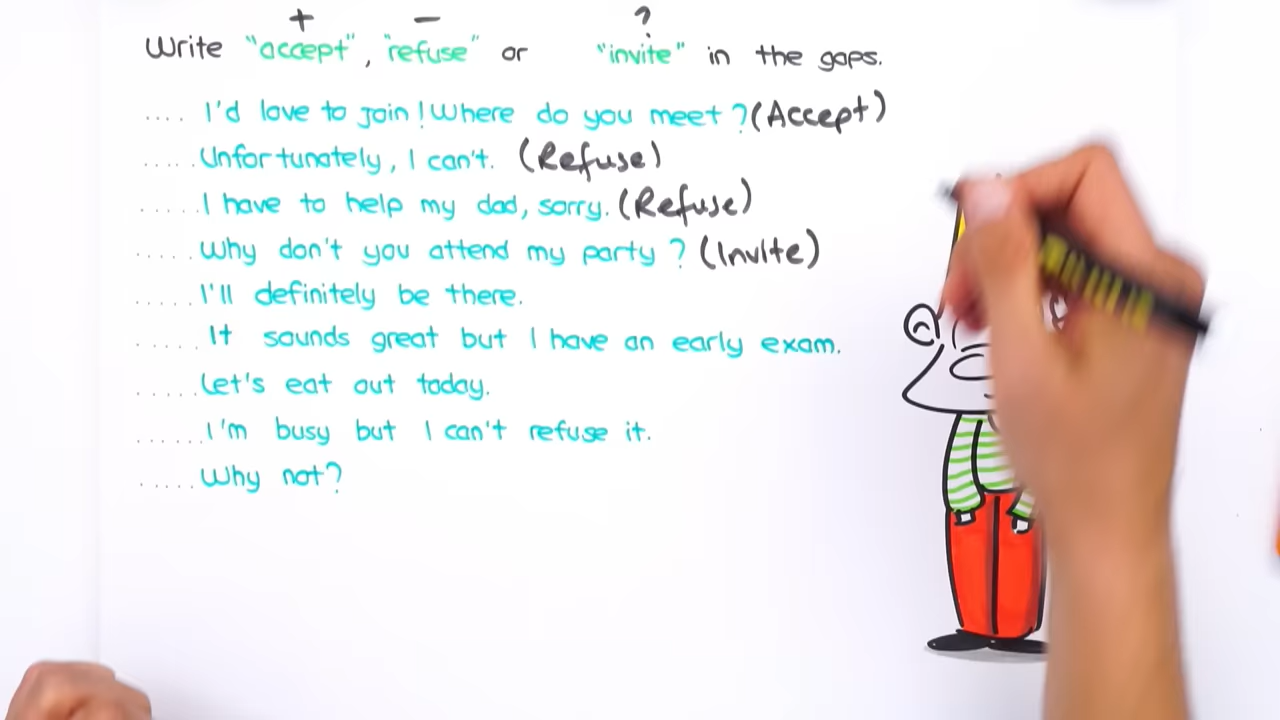 + - ?
Write "accept", "refuse" or "invite" in the gaps.
.... I'd love to join! Where do you meet? (Accept)
..... Unfortunately, I can't. (Refuse)
..... I have to help my dad, sorry. (Refuse)
..... Why don't you attend my party? (Invite)
..... I'll definitely be there.
..... It sounds great but I have an early exam.
..... Let's eat out today.
...... I'm busy but I can't refuse it.
..... Why not?